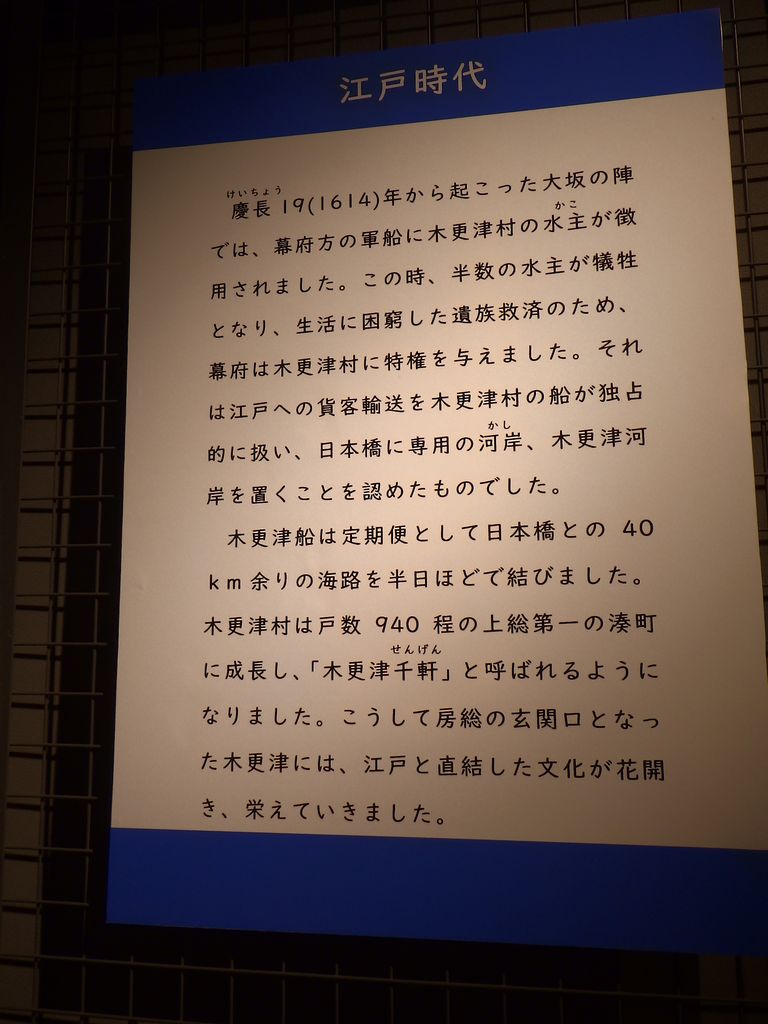 江戸時代
けいちょう
慶長 19(1614)年から起こった大坂の陣
かこ
では、幕府方の軍船に木更津村の水主が徴
用されました。この時、半数の水主が犠牲
となり、生活に困窮した遺族救済のため、
幕府は木更津村に特権を与えました。それ
は江戸への貨客輸送を木更津村の船が独占
かし
的に扱い、日本橋に専用の河岸、木更津河
岸を置くことを認めたものでした。
木更津船は定期便として日本橋との 40
km 余りの海路を半日ほどで結びました。
木更津村は戸数 940 程の上総第一の湊町
せんげん
に成長し、「木更津千軒」と呼ばれるように
なりました。こうして房総の玄関口となっ
た木更津には、江戸と直結した文化が花開
き、栄えていきました。